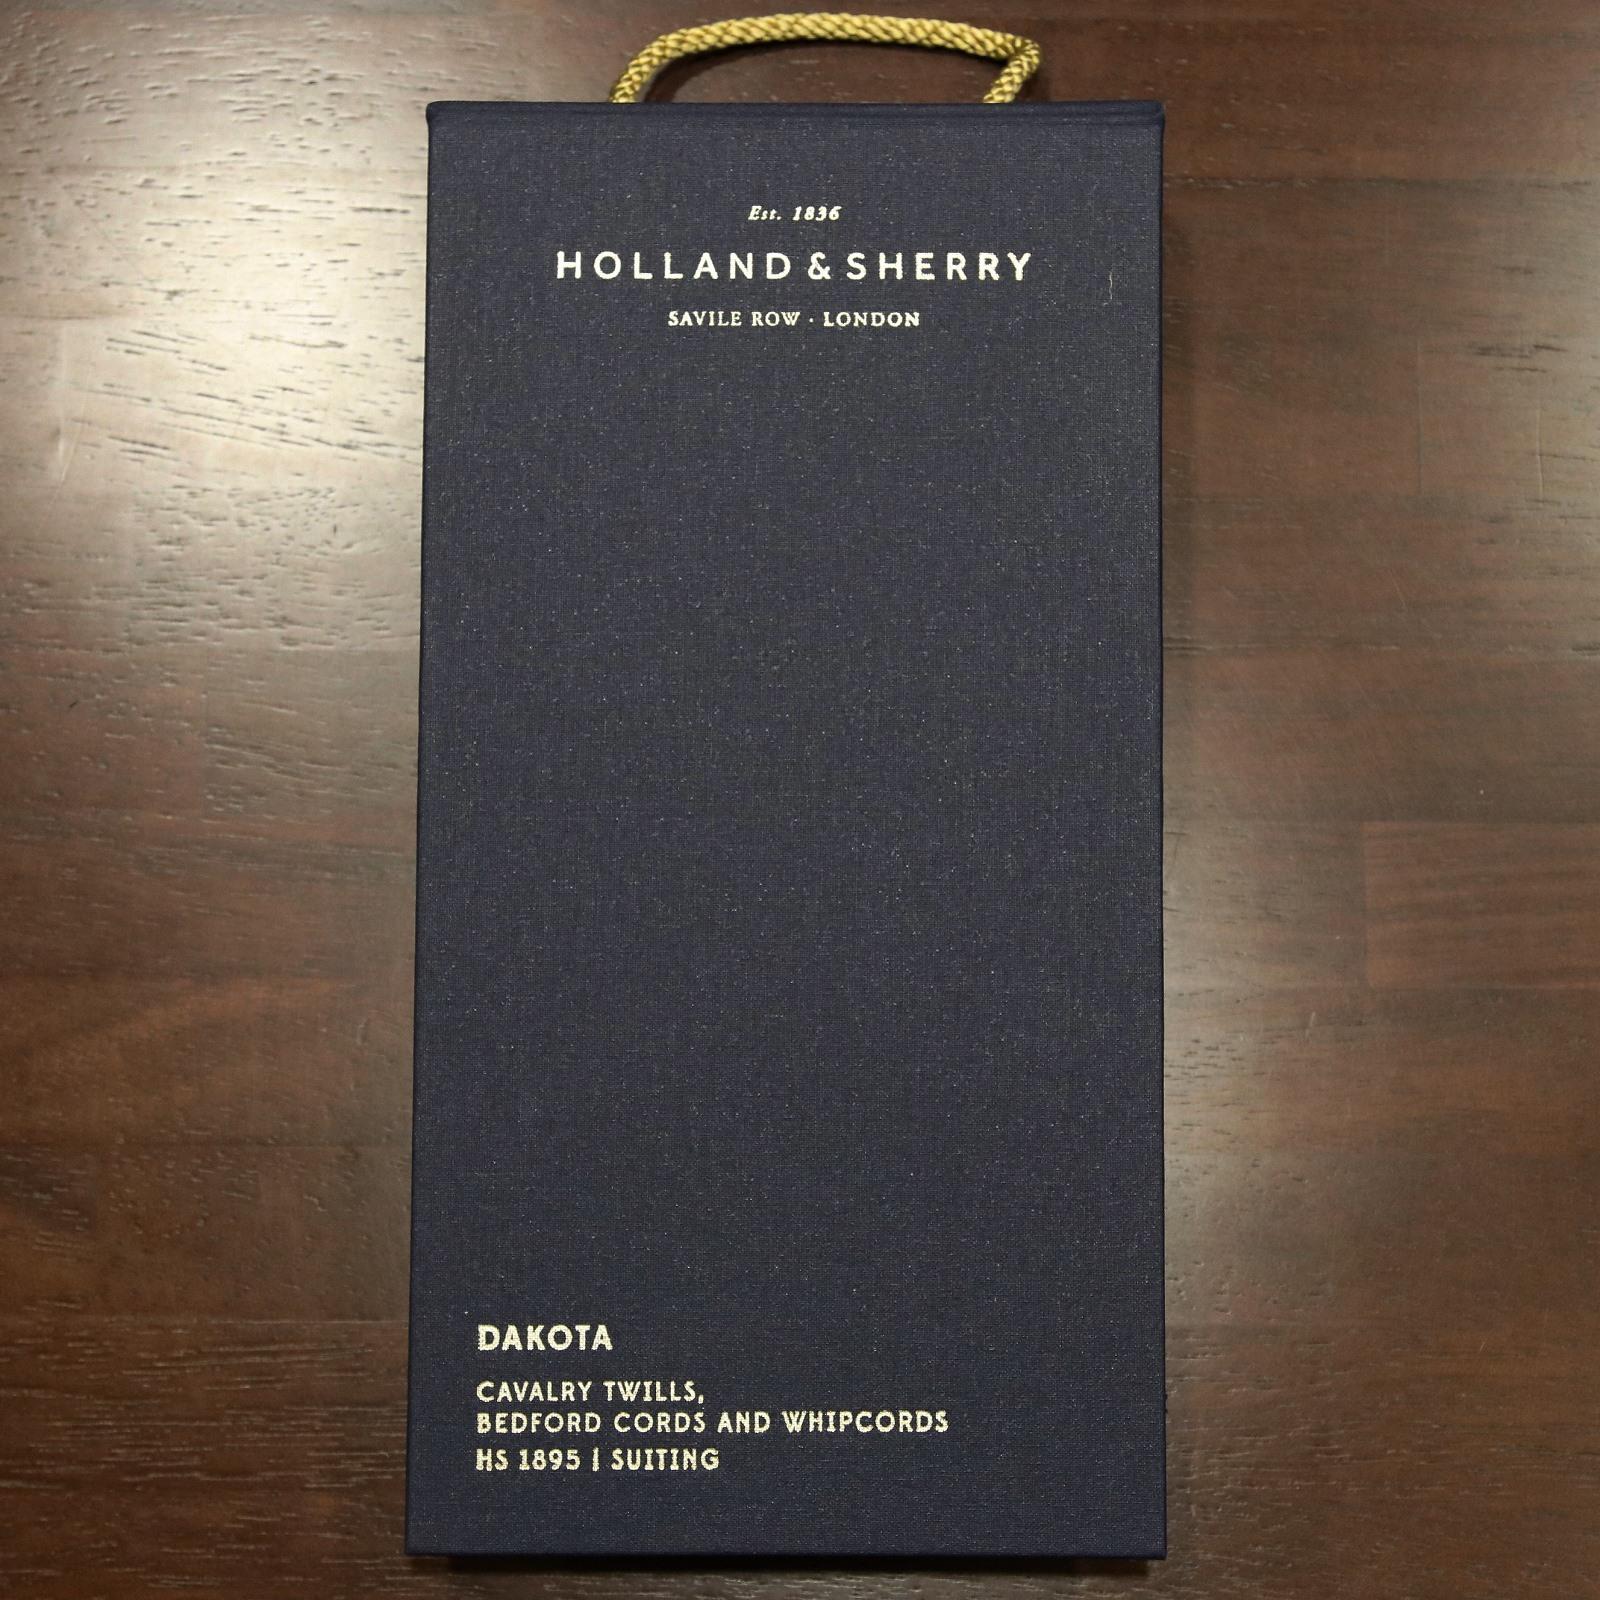 Est. 1836
HOLLAND & SHERRY
SAVILE ROW · LONDON
DAKOTA
CAVALRY TWILLS,
BEDFORD CORDS AND WHIPCORDS
HS 1895 | SUITING